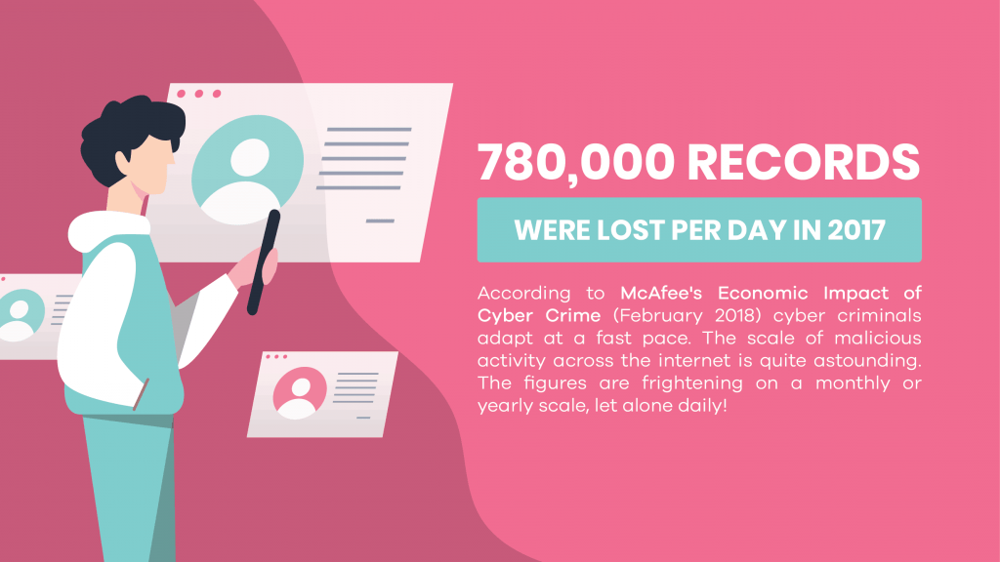 780,000 RECORDS
WERE LOST PER DAY IN 2017
According to McAfee's Economic Impact of
Cyber Crime (February 2018) cyber criminals
adapt at a fast pace. The scale of malicious
activity across the internet is quite astounding.
The figures are frightening on a monthly or
yearly scale, let alone daily!